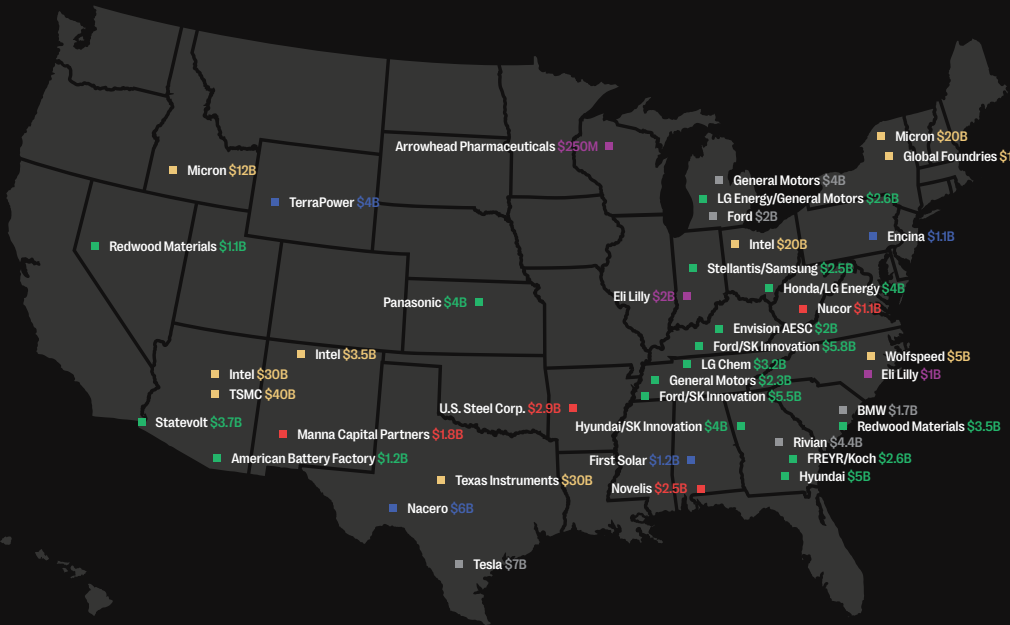 Micron $20B
Arrowhead Pharmaceuticals $250M
Global Foundries $1
Micron $12B
General Motors $4B
LG Energy/General Motors $2.6B
TerraPower $4B
Ford $2B
Encina $1.1B
Redwood Materials $1.1B
Intel $20B
Stellantis/Samsung $2.5B
Honda/LG Energy $4B
Eli Lilly $2B
Panasonic $4B
Nucor $1.1B
Envision AESC $2B
Ford/SK Innovation $5.8B
Intel $3.5B
Wolfspeed $5B
LG Chem $3.2B
Intel $30B
Eli Lilly $1B
General Motors $2.3B
TSMC $40B
Ford/SK Innovation $5.5B
U.S. Steel Corp. $2.9B
BMW $1.7B
Statevolt $3.7B
Hyundai/SK Innovation $4B
Redwood Materials $3.5B
Manna Capital Partners $1.8B
Rivian $4.4B
American Battery Factory $1.2B
First Solar $1.2B
FREYR/Koch $2.6B
Hyundai $5B
Texas Instruments $30B
Novelis $2.5B
Nacero $6B
Tesla $7B